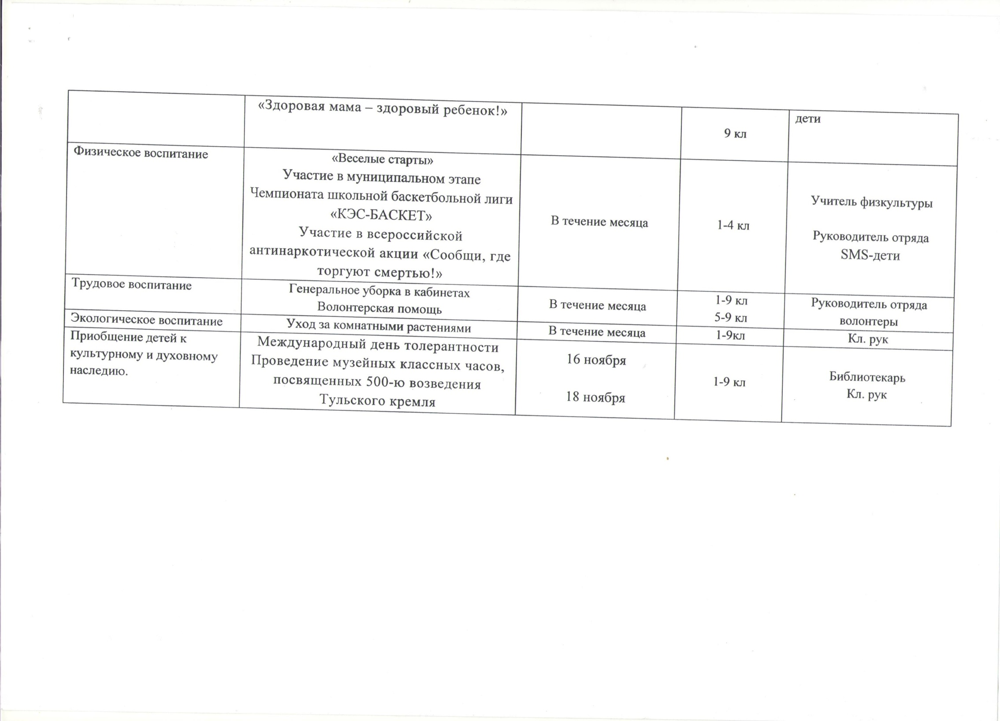 «Здоровая мама – здоровый ребенок!»
9 кл
дети
Физическое воспитание
«Веселые старты»
Участие в муниципальном этапе
Чемпионата школьной баскетбольной лиги
«КЭС-БАСКЕТ»
Участие в всероссийской
антинаркотической акции «Сообщи, где
торгуют смертью!»
В течение месяца
1-4 кл
Учитель физкультуры
Руководитель отряда
SMS-дети
Трудовое воспитание
Генеральное уборка в кабинетах
Волонтерская помощь
В течение месяца
1-9 кл
5-9 кл
Руководитель отряда
волонтеры
Экологическое воспитание
Уход за комнатными растениями
В течение месяца
1-9кл
Кл. рук
Приобщение детей к
культурному и духовному
наследию.
Международный день толерантности
Проведение музейных классных часов,
посвященных 500-ю возведения
Тульского кремля
16 ноября
18 ноября
1-9 кл
Библиотекарь
Кл. рук